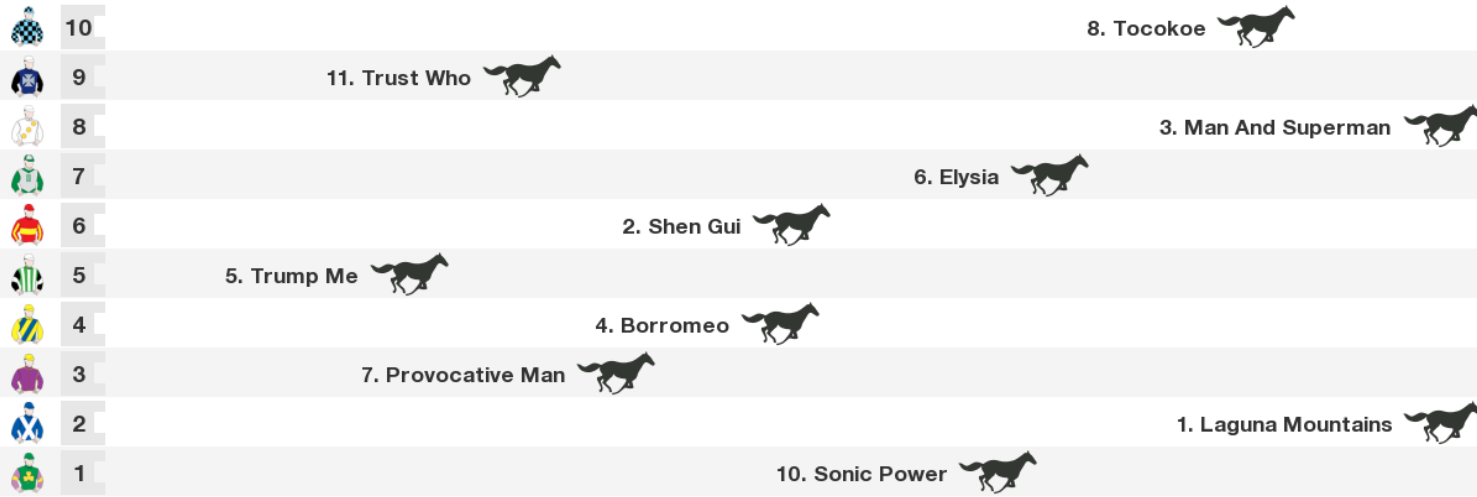 10 8. Tocokoe
9 11. Trust Who
8 3. Man And Superman
7 6. Elysia
6 2. Shen Gui
5 5. Trump Me
4 4. Borromeo
3 7. Provocative Man
2 1. Laguna Mountains
1 10. Sonic Power